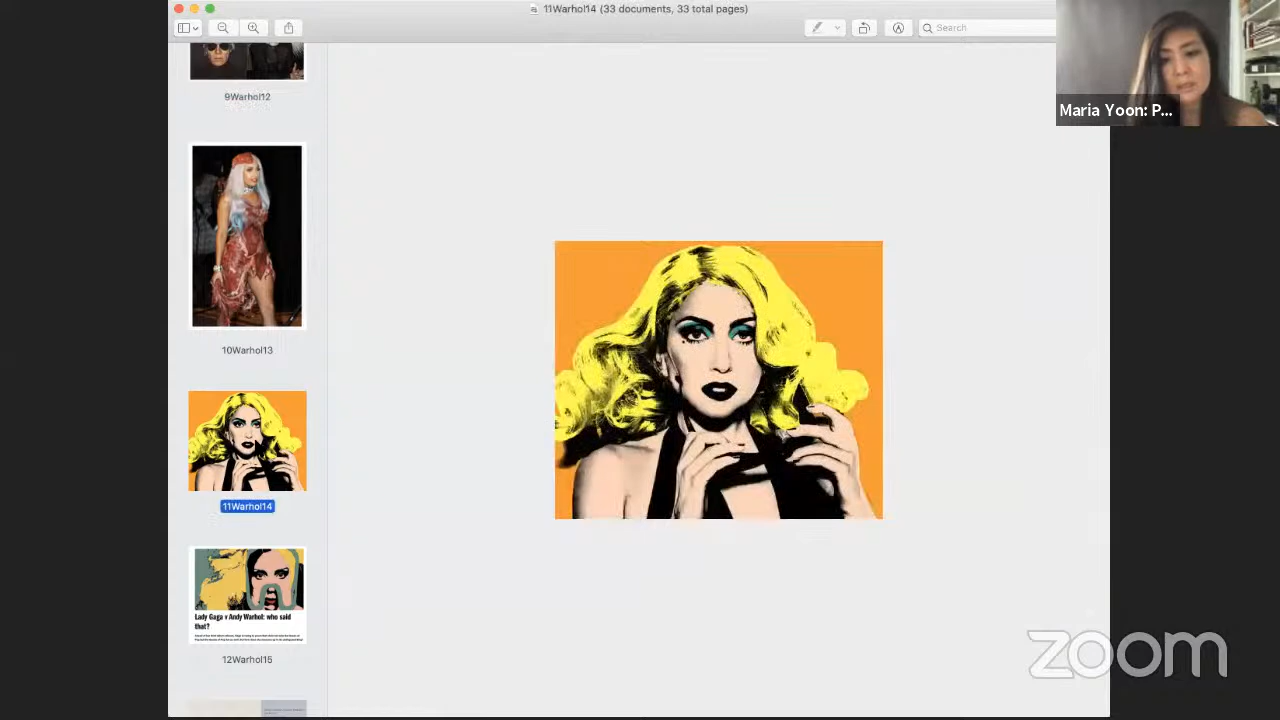 11Warhol14 (33 documents, 33 total pages)
Search
Maria Yoon: P...
9Warhol12
10Warhol13
11Warhol14
Lady Gaga v Andy Warhol: who said
that?
12Warhol15
zoom